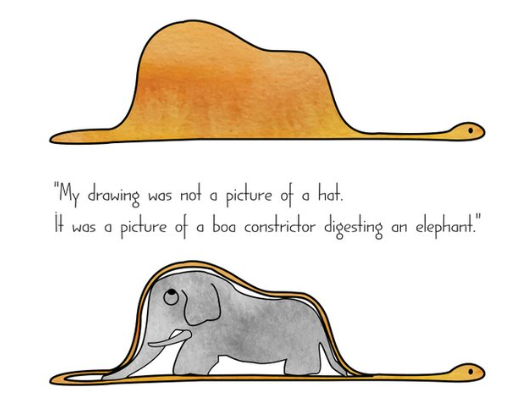 "My drawing was not a picture of a hat.
It was a picture of a boa constrictor digesting an elephant."